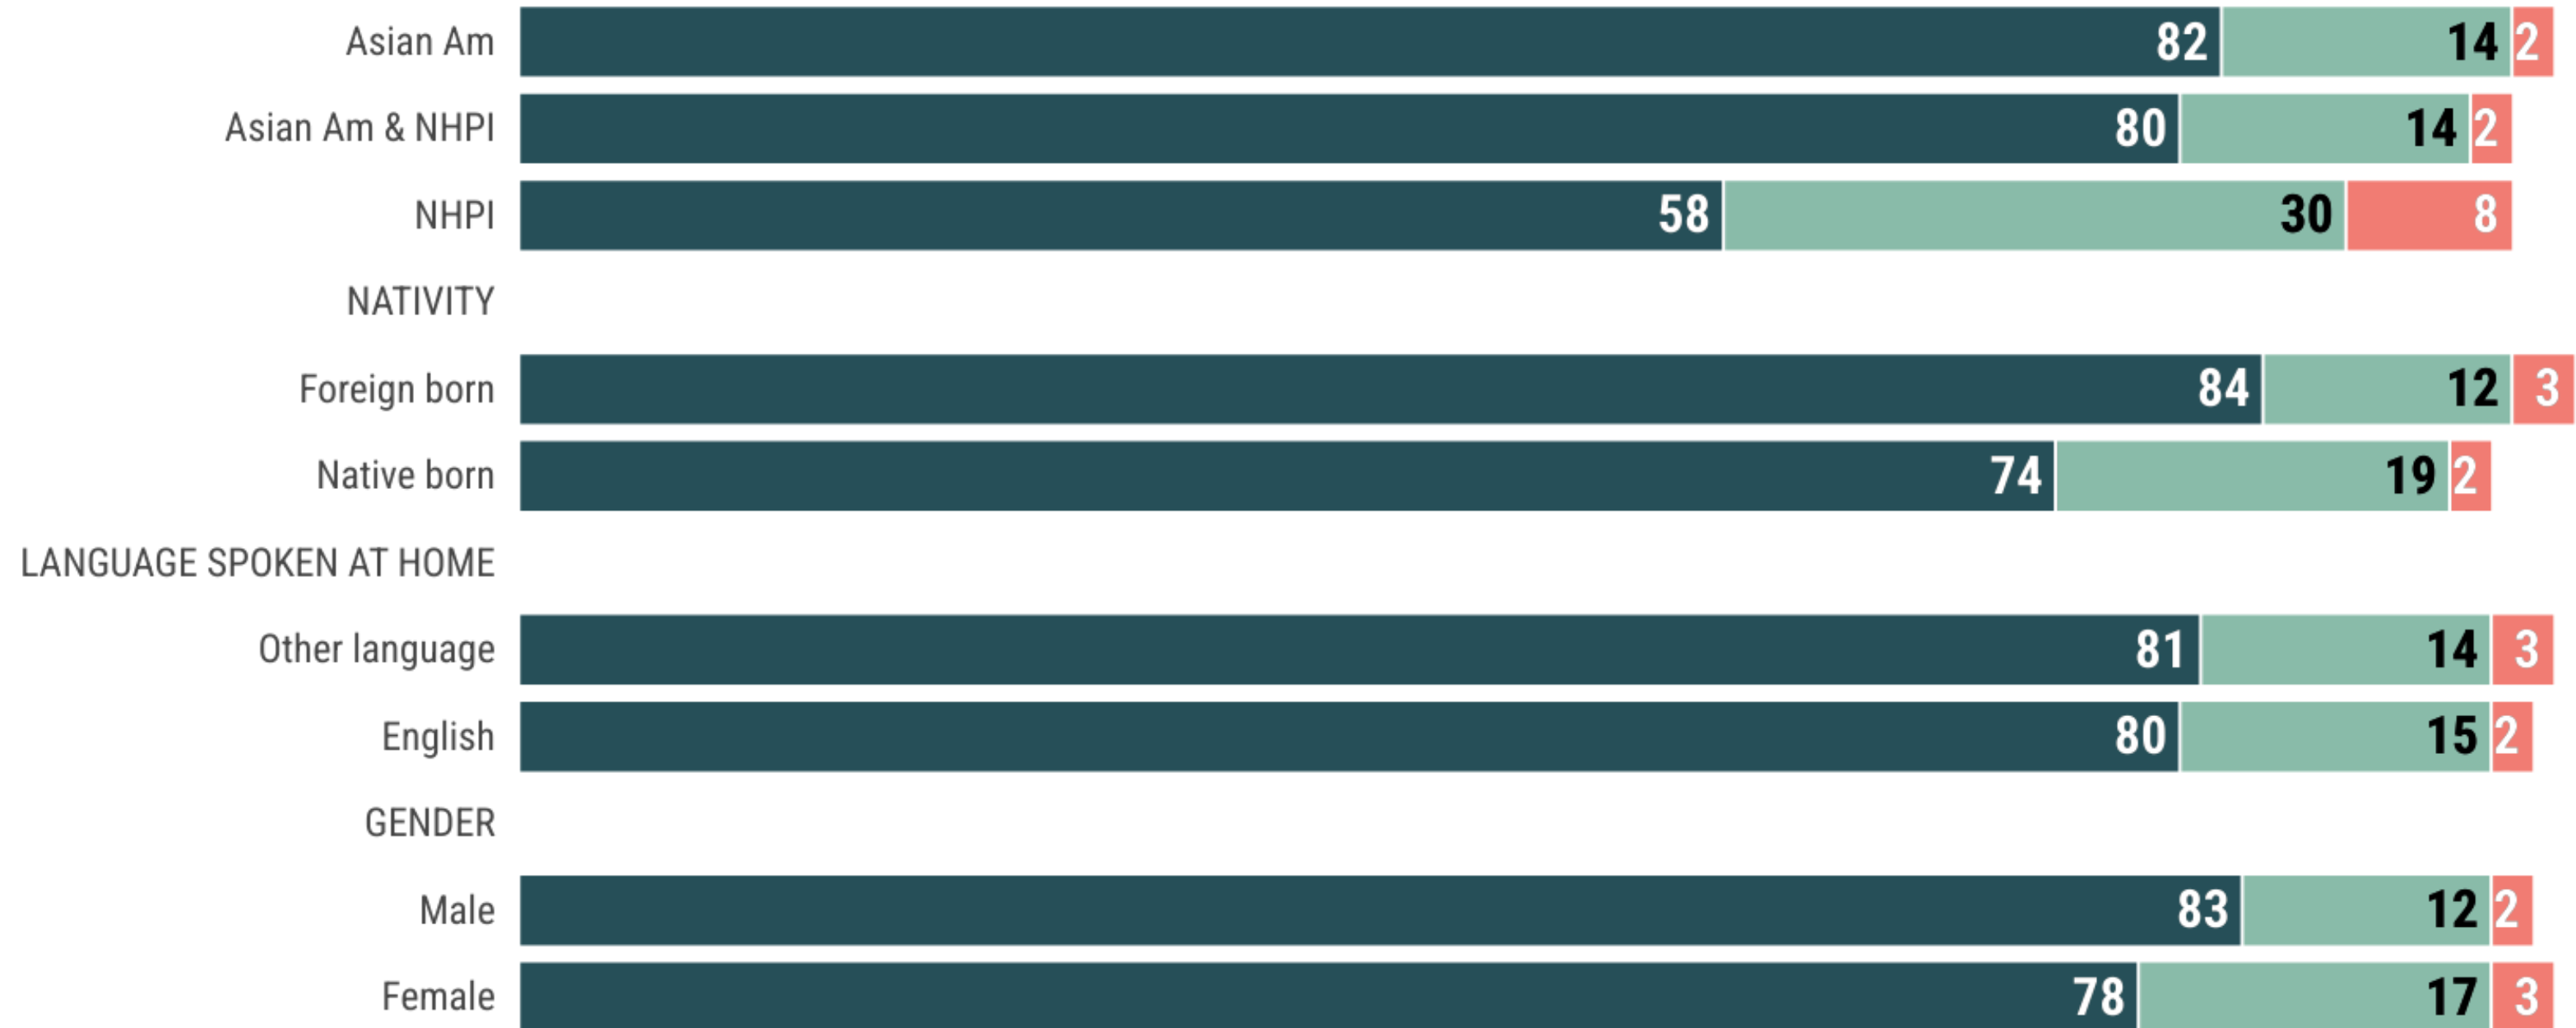 Asian Am 82 14 2
Asian Am & NHPI 80 14 2
NHPI 58 30 8
NATIVITY
Foreign born 84 12 3
Native born 74 19 2
LANGUAGE SPOKEN AT HOME
Other language 81 14 3
English 80 15 2
GENDER
Male 83 12 2
Female 78 17 3